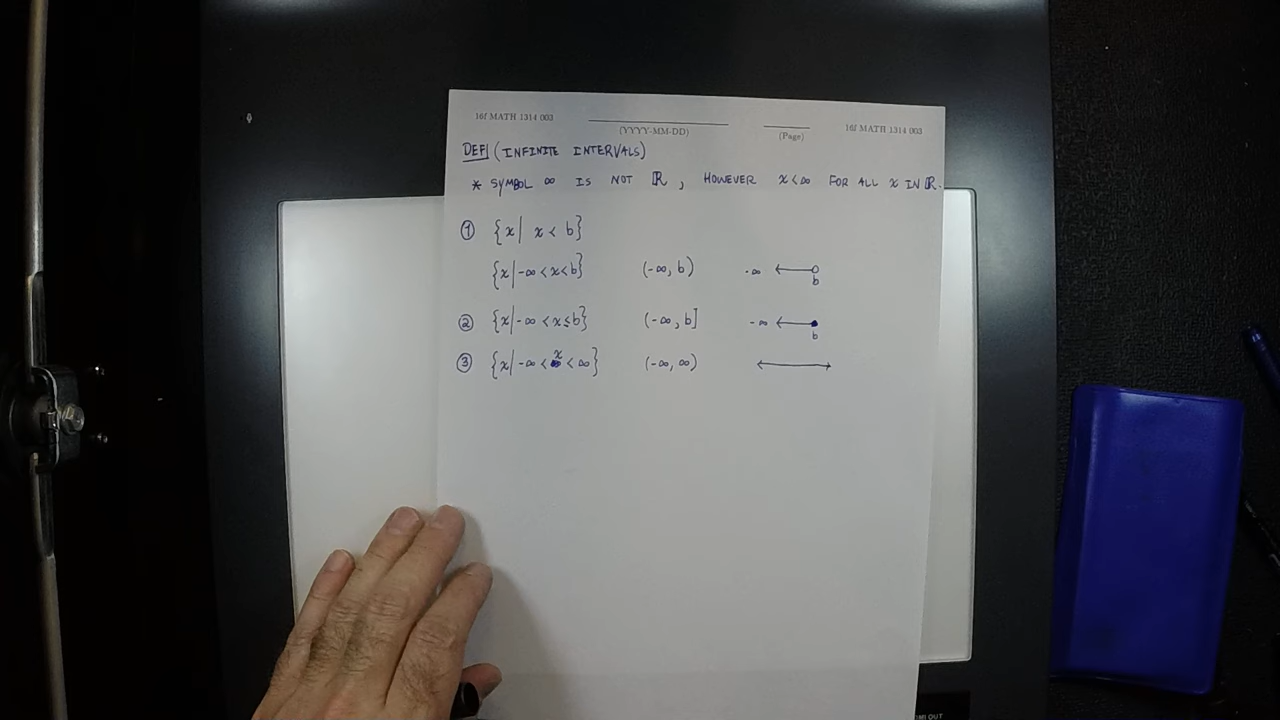 16f MATH 1314 003 (YYYY-MM-DD) (Page) 16f MATH 1314 003
DEF (INFINITE INTERVALS)
* SYMBOL ∞ IS NOT ℝ, HOWEVER x<∞ FOR ALL x IN ℝ.
① {x| x < b}
{x|-∞ < x < b} (-∞, b) -∞ b
② {x|-∞ < x ≤ b} (-∞, b] -∞ b
③ {x|-∞ < x < ∞} (-∞, ∞)